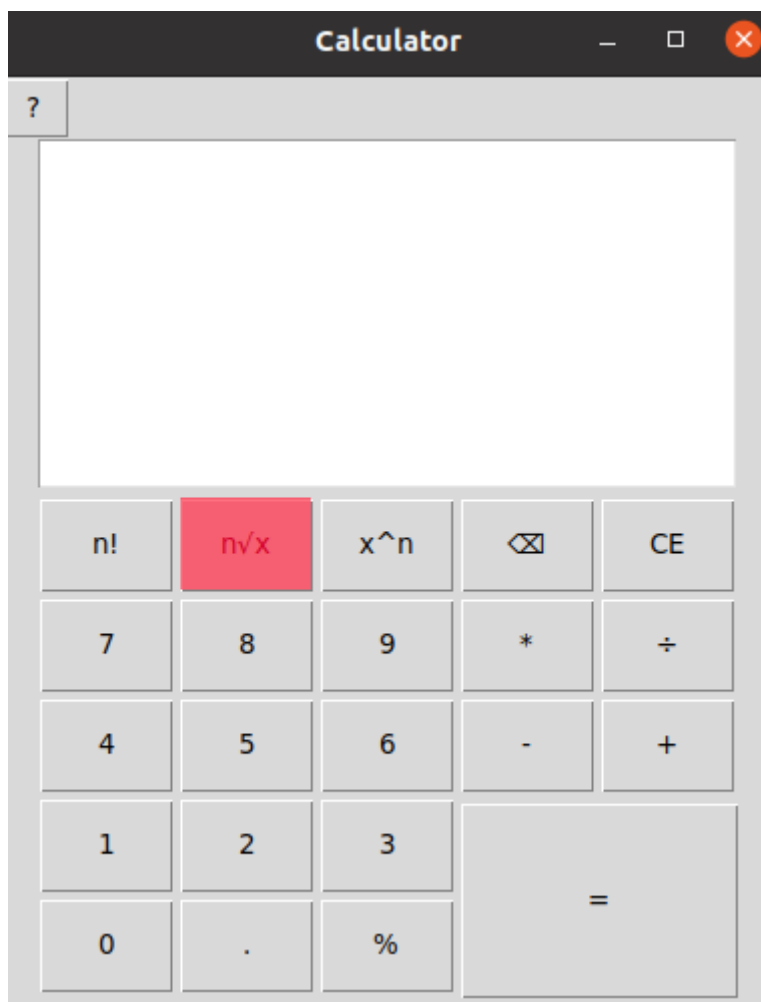 Calculator
?
n! n√x x^n ⌫ CE
7 8 9 * ÷
4 5 6 - +
1 2 3
=
0 . %